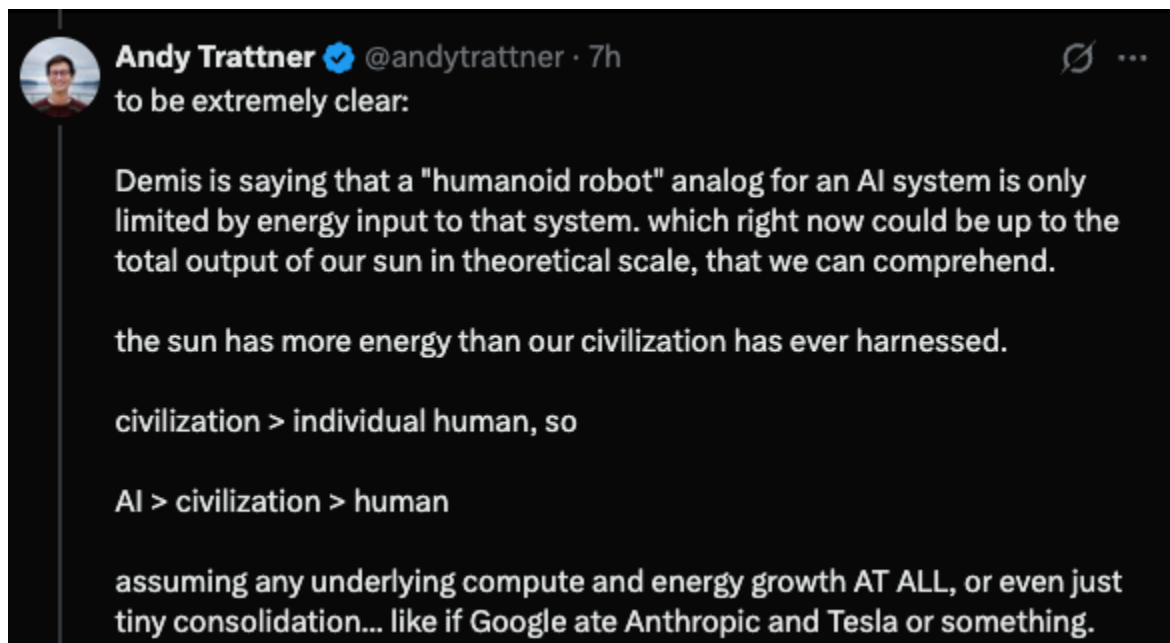 Andy Trattner @andytrattner · 7h
to be extremely clear:
Demis is saying that a "humanoid robot" analog for an AI system is only
limited by energy input to that system. which right now could be up to the
total output of our sun in theoretical scale, that we can comprehend.
the sun has more energy than our civilization has ever harnessed.
civilization > individual human, so
AI > civilization > human
assuming any underlying compute and energy growth AT ALL, or even just
tiny consolidation... like if Google ate Anthropic and Tesla or something.